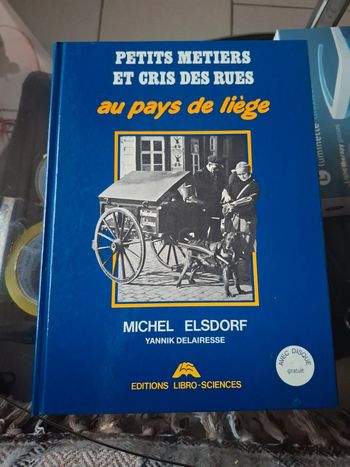 PETITS METIERS
ET CRIS DES RUES
au pays de liège
MICHEL ELSDORF
YANNIK DELAIRESSE
AVEC DISQUE
gratuit
EDITIONS LIBRO-SCIENCES
luminette